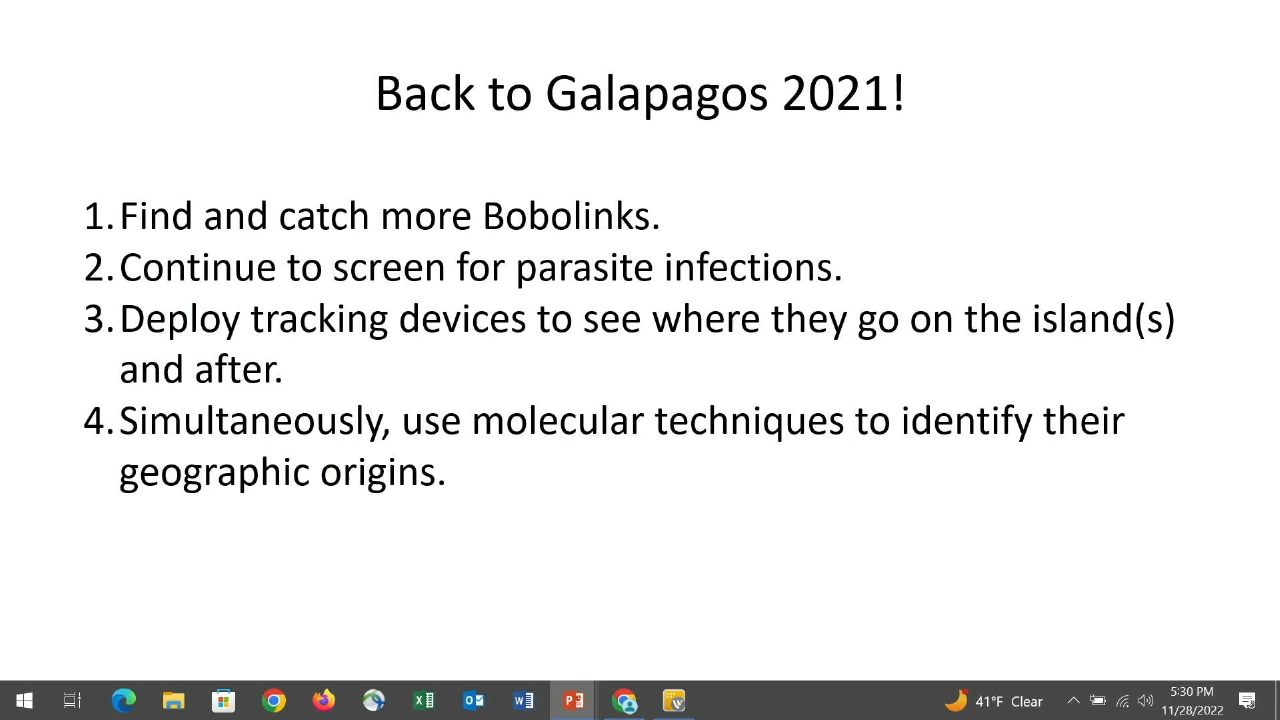 Back to Galapagos 2021!
1. Find and catch more Bobolinks.
2. Continue to screen for parasite infections.
3. Deploy tracking devices to see where they go on the island(s)
and after.
4. Simultaneously, use molecular techniques to identify their
geographic origins.
41°F Clear
5:30 PM
11/28/2022